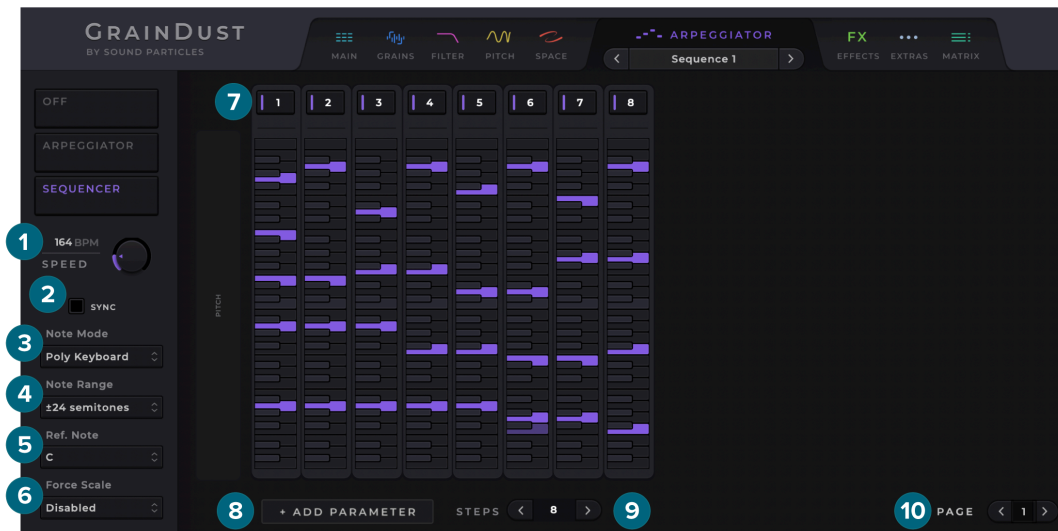 GRAINDUST
BY SOUND PARTICLES
MAIN
GRAINS
FILTER
PITCH
SPACE
ARPEGGIATOR
< Sequence 1 >
FX
EFFECTS
EXTRAS
MATRIX
OFF
ARPEGGIATOR
SEQUENCER
1
164 BPM
SPEED
2
SYNC
3
Note Mode
Poly Keyboard
4
Note Range
±24 semitones
5
Ref. Note
C
6
Force Scale
Disabled
7
1 2 3 4 5 6 7 8
PITCH
8
+ ADD PARAMETER
STEPS < 8 >
9
10
PAGE < 1 >